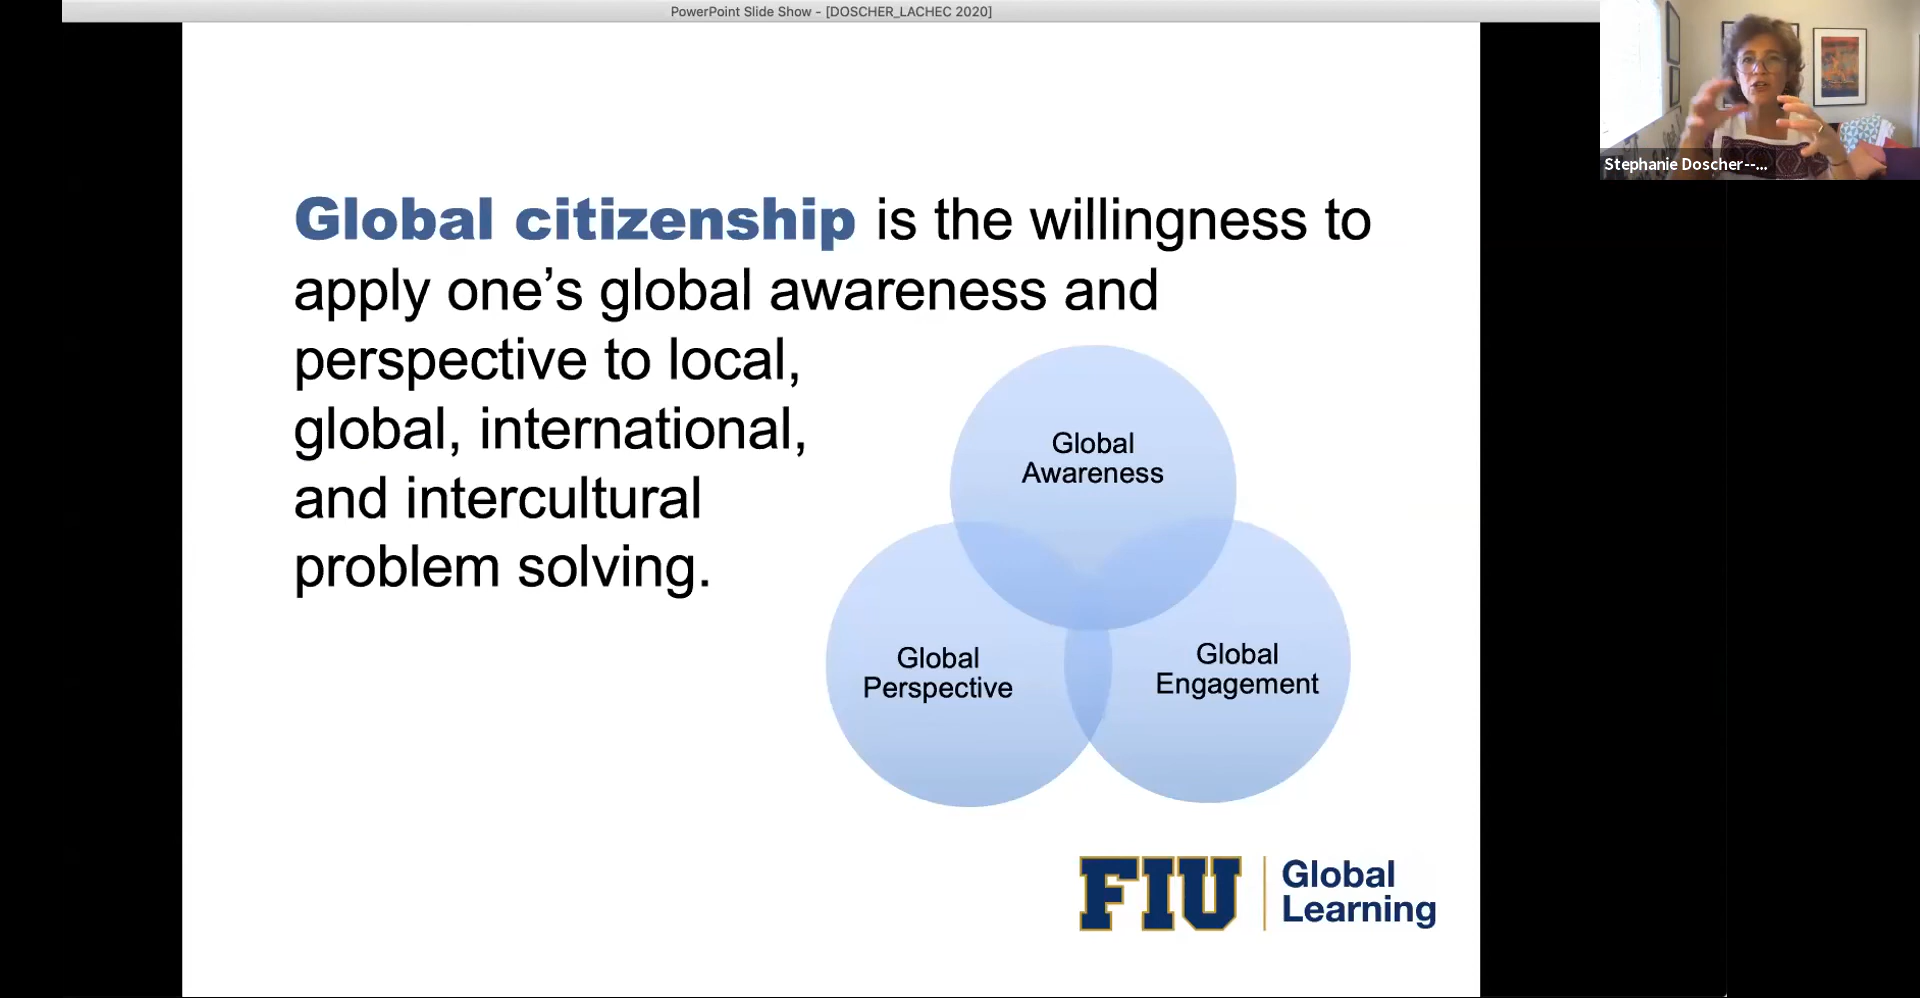 PowerPoint Slide Show - [DOSCHER_LACHEC 2020]
Stephanie Doscher--...
Global citizenship is the willingness to
apply one’s global awareness and
perspective to local,
global, international,
and intercultural
problem solving.
Global
Awareness
Global
Perspective
Global
Engagement
FIU
Global
Learning